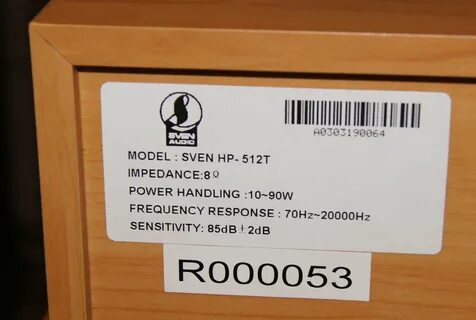 SVEN
AUDIO
A0303190064
MODEL : SVEN HP- 512T
IMPEDANCE:8Ω
POWER HANDLING :10~90W
FREQUENCY RESPONSE : 70Hz~20000Hz
SENSITIVITY: 85dB ± 2dB
R000053